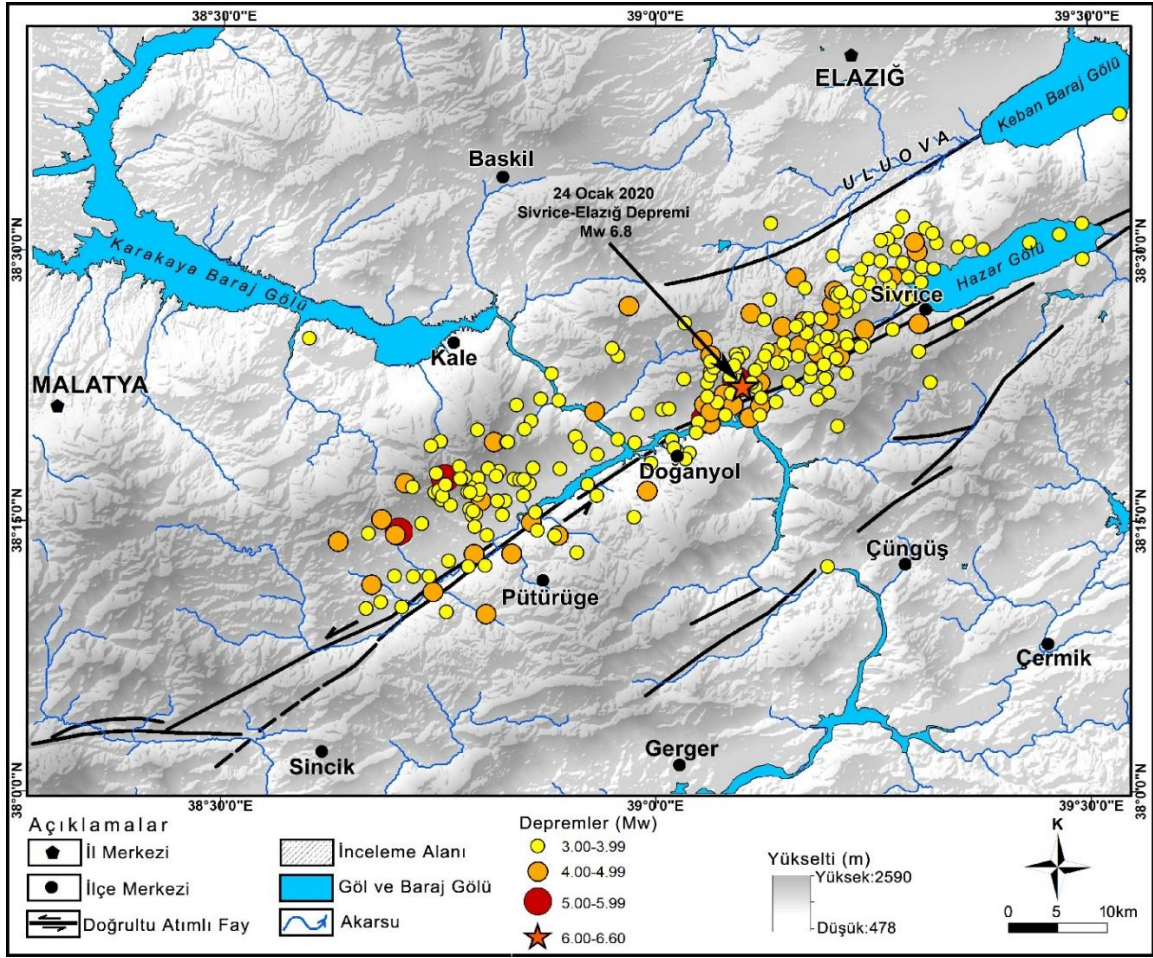 38°30'0"E
39°0'0"E
39°30'0"E
ELAZIĞ
Keban Baraj Gölü
Baskil
ULUOVA
24 Ocak 2020
Sivrice-Elazığ Depremi
Mw 6.8
38°30'0"N
38°30'0"N
Karakaya Baraj Gölü
Hazar Gölü
Sivrice
Kale
MALATYA
Doğanyol
38°15'0"N
38°15'0"N
Çüngüş
Pütürüge
Çermik
Gerger
Sincik
38°0'0"N
38°0'0"N
38°30'0"E
39°0'0"E
39°30'0"E
Açıklamalar
İl Merkezi
İlçe Merkezi
Doğrultu Atımlı Fay
İnceleme Alanı
Göl ve Baraj Gölü
Akarsu
Depremler (Mw)
3.00-3.99
4.00-4.99
5.00-5.99
6.00-6.60
Yükselti (m)
Yüksek:2590
Düşük:478
K
0 5 10km